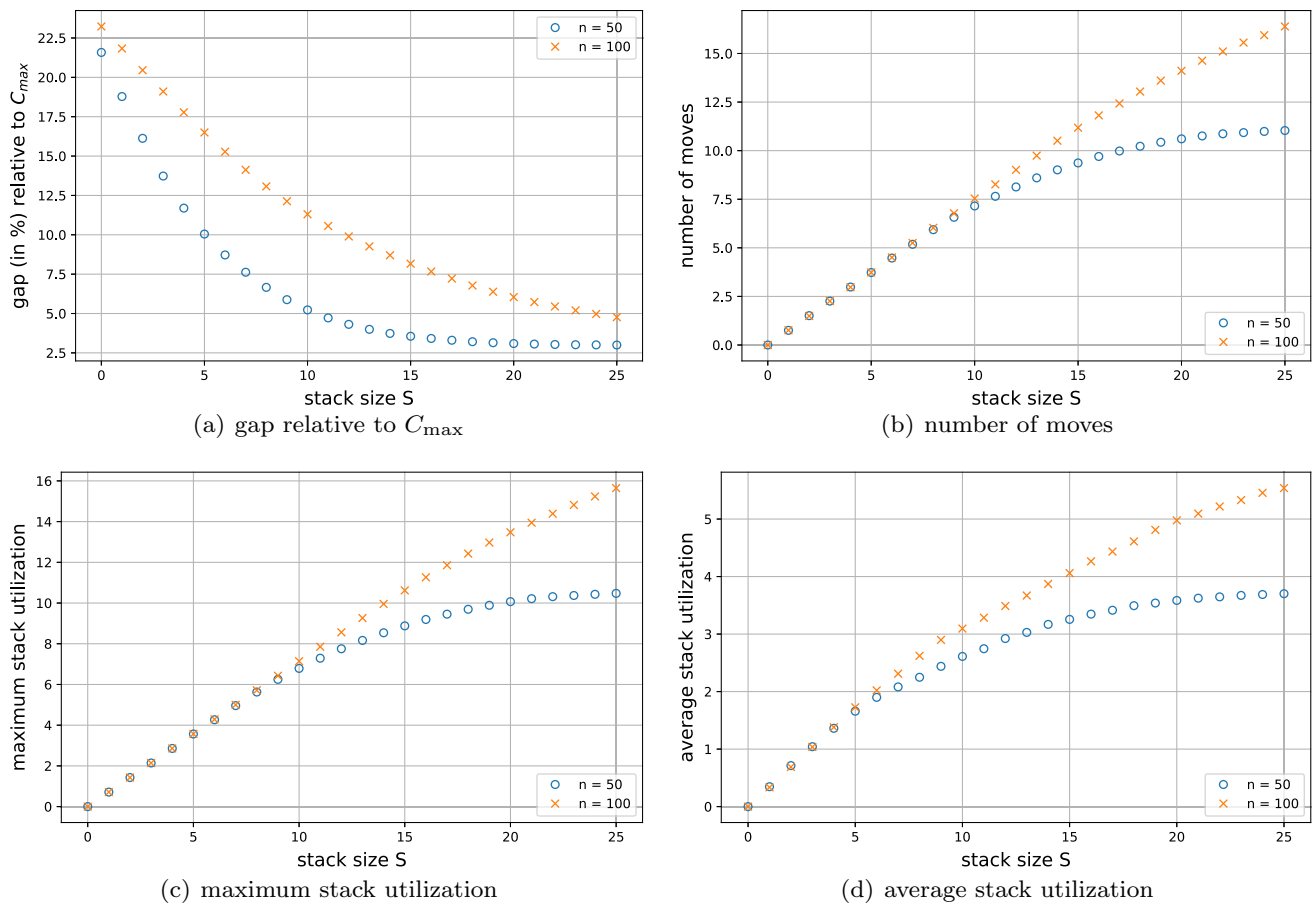 gap (in %) relative to C_max
22.5
20.0
17.5
15.0
12.5
10.0
7.5
5.0
2.5
n = 50
n = 100
0 5 10 15 20 25
stack size S
(a) gap relative to C_max
number of moves
15.0
12.5
10.0
7.5
5.0
2.5
0.0
n = 50
n = 100
0 5 10 15 20 25
stack size S
(b) number of moves
maximum stack utilization
16
14
12
10
8
6
4
2
0
n = 50
n = 100
0 5 10 15 20 25
stack size S
(c) maximum stack utilization
average stack utilization
5
4
3
2
1
0
n = 50
n = 100
0 5 10 15 20 25
stack size S
(d) average stack utilization